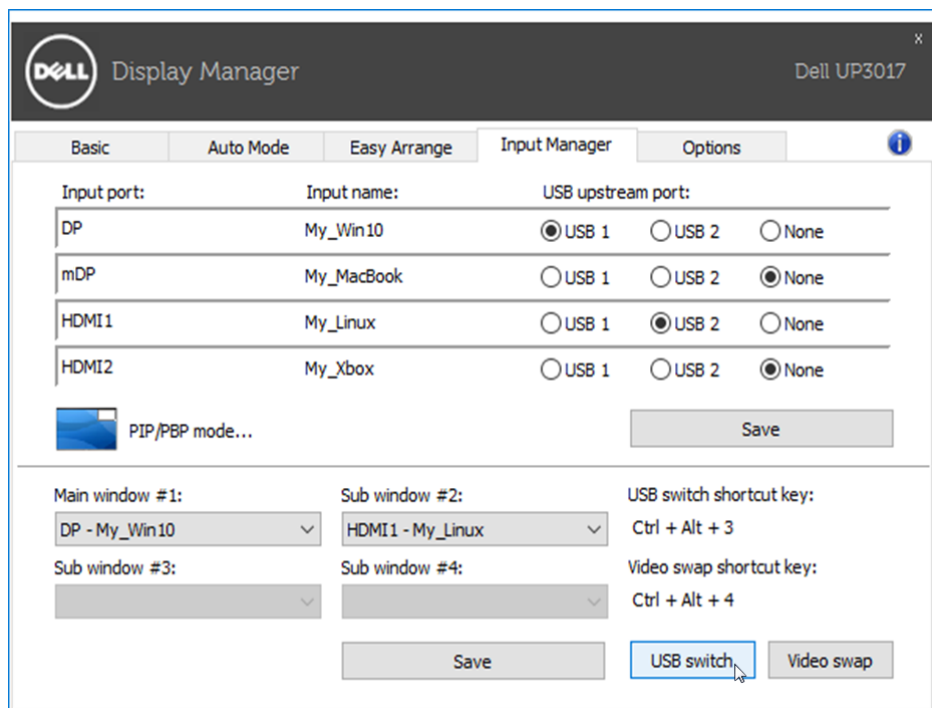 x
DELL Display Manager Dell UP3017
Basic Auto Mode Easy Arrange Input Manager Options i
Input port: Input name: USB upstream port:
DP My_Win10 USB 1 USB 2 None
mDP My_MacBook USB 1 USB 2 None
HDMI1 My_Linux USB 1 USB 2 None
HDMI2 My_Xbox USB 1 USB 2 None
PIP/PBP mode... Save
Main window #1: Sub window #2: USB switch shortcut key:
DP - My_Win10 HDMI1 - My_Linux Ctrl + Alt + 3
Sub window #3: Sub window #4: Video swap shortcut key:
Ctrl + Alt + 4
Save USB switch Video swap